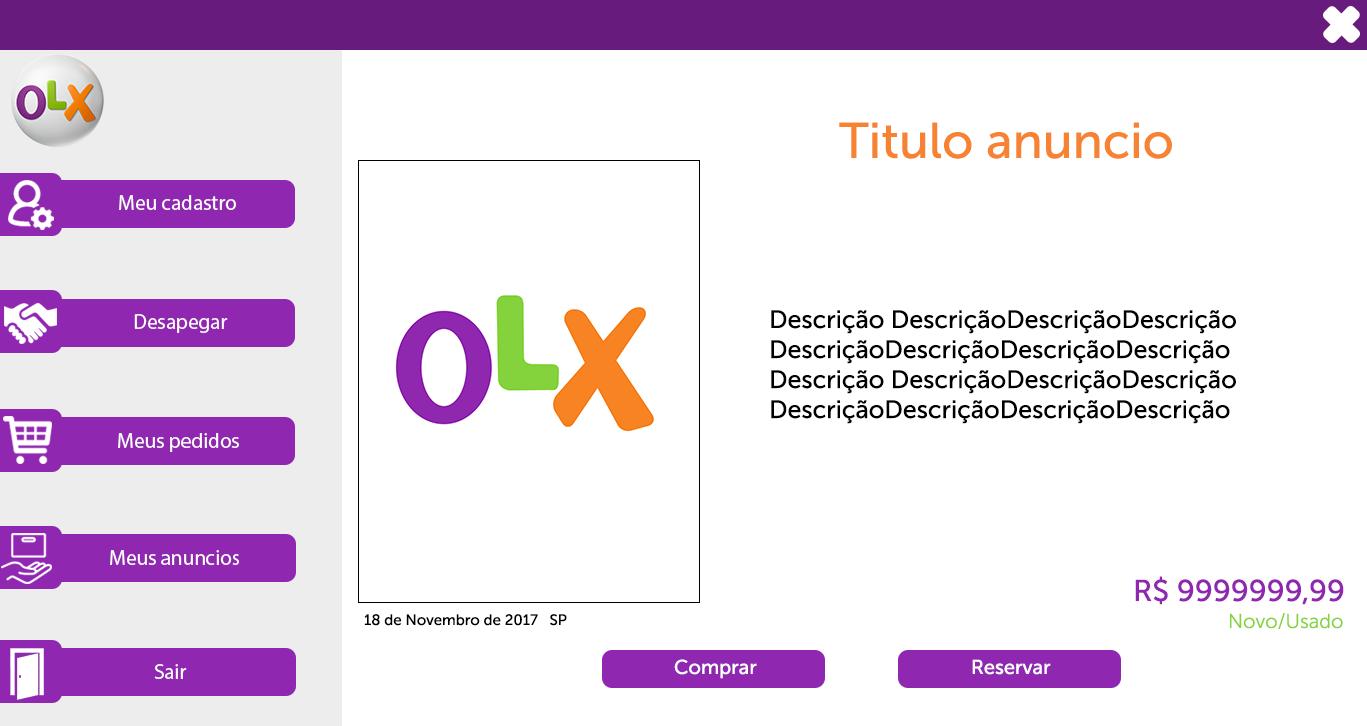 OLX
Meu cadastro
Desapegar
Meus pedidos
Meus anuncios
Sair
Titulo anuncio
OLX
Descrição DescriçãoDescriçãoDescrição
DescriçãoDescriçãoDescriçãoDescrição
Descrição DescriçãoDescriçãoDescrição
DescriçãoDescriçãoDescriçãoDescrição
R$ 9999999,99
Novo/Usado
18 de Novembro de 2017 SP
Comprar
Reservar